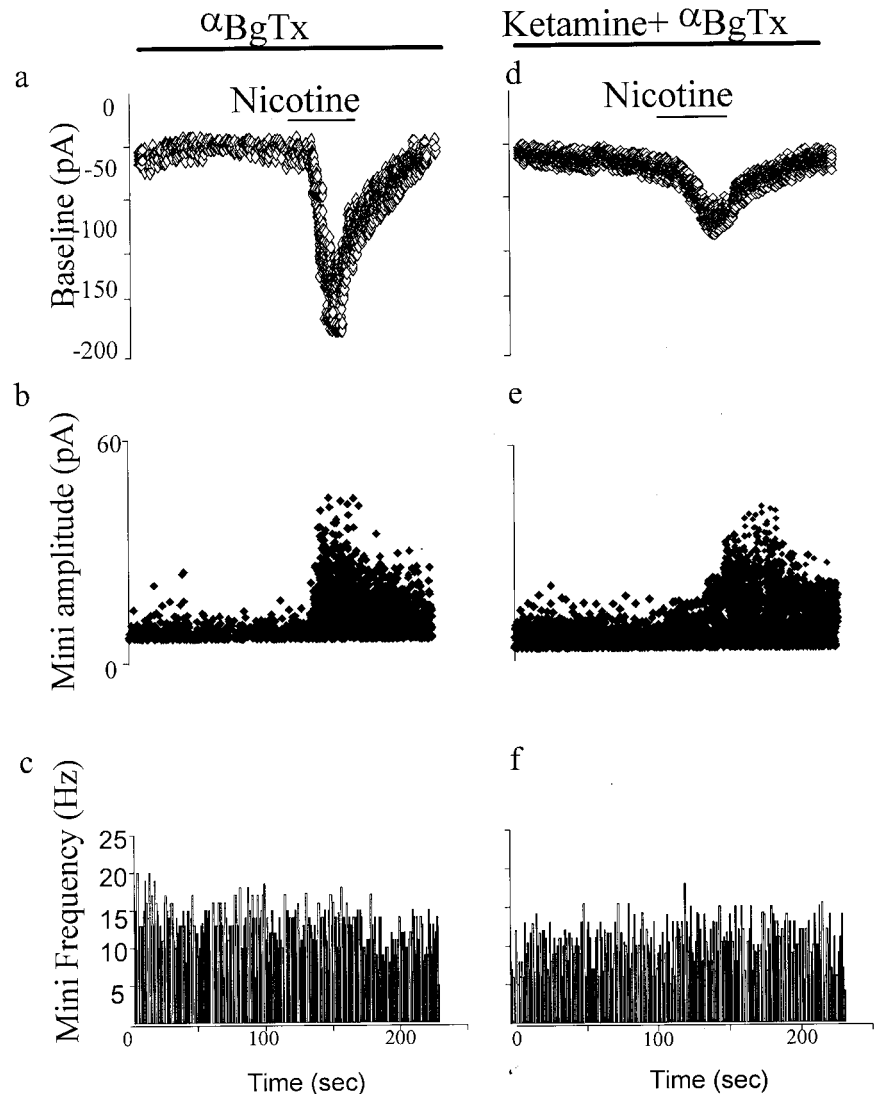 αBgTx
Ketamine+ αBgTx
a
Nicotine
Baseline (pA)
0
-50
-100
-150
-200
d
Nicotine
b
Mini amplitude (pA)
60
0
e
c
Mini Frequency (Hz)
25
20
15
10
5
0
100
200
Time (sec)
f
0
100
200
Time (sec)